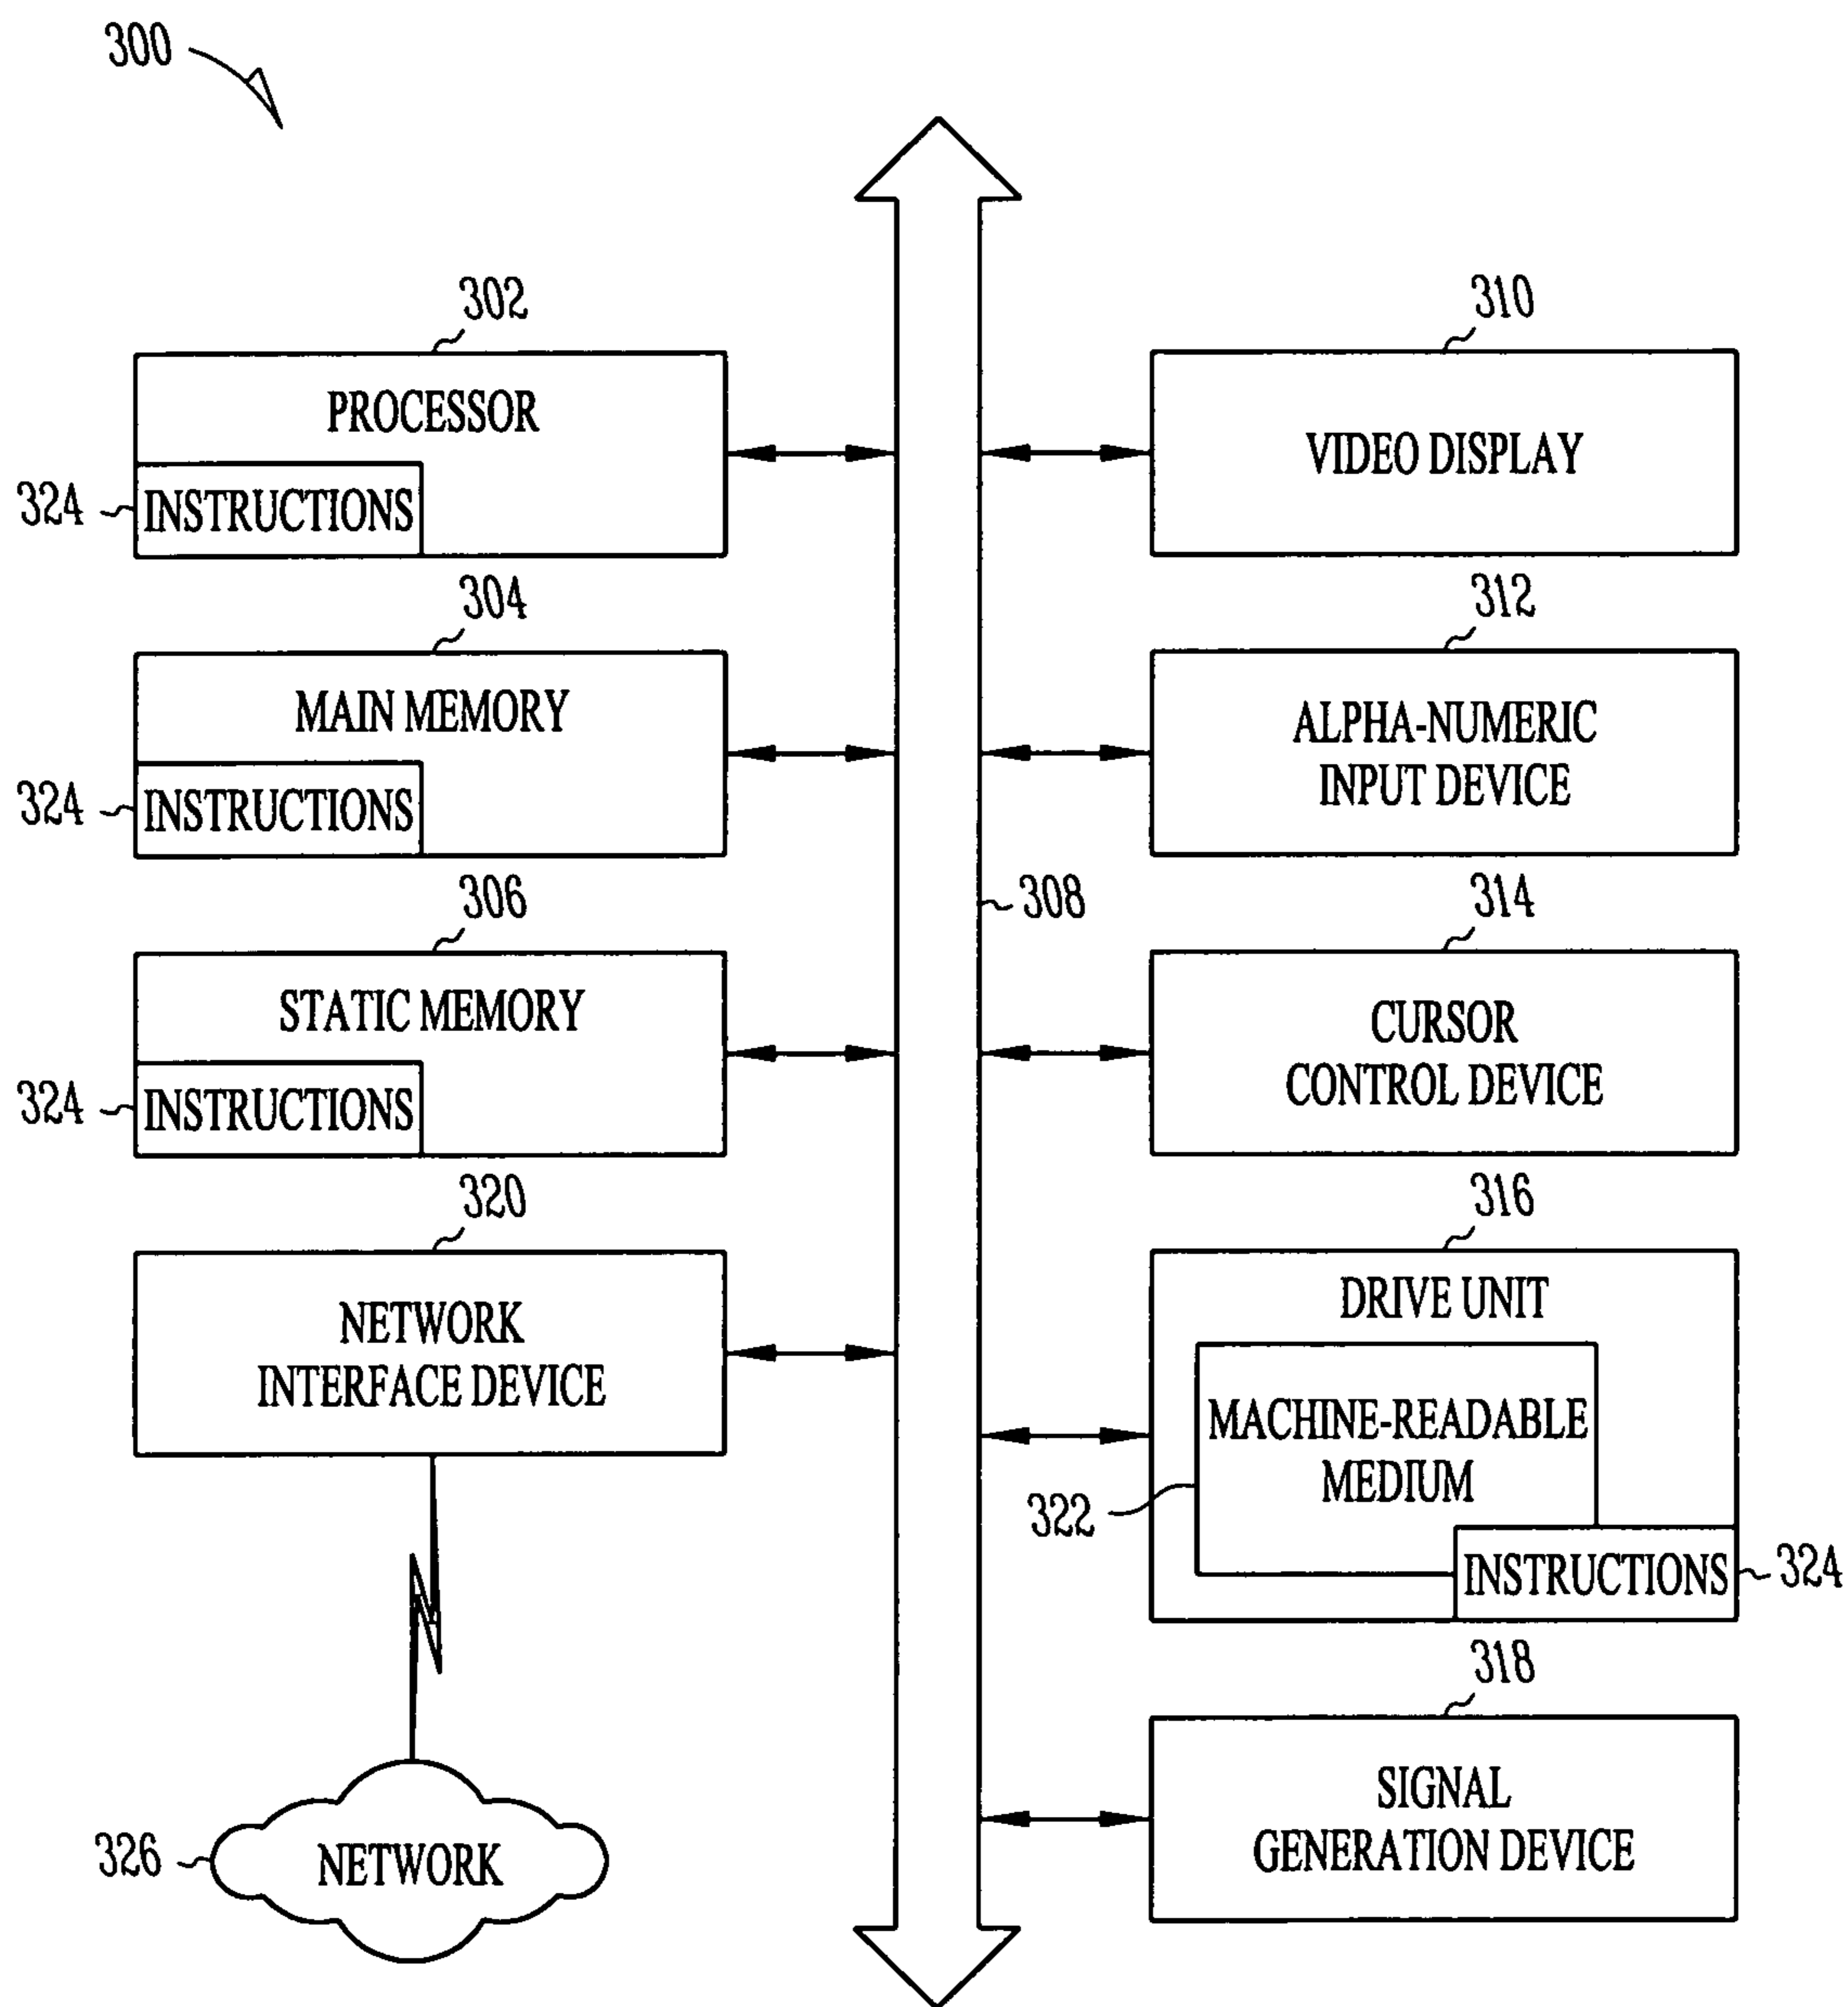 300
302
PROCESSOR
324
INSTRUCTIONS
304
MAIN MEMORY
324
INSTRUCTIONS
306
STATIC MEMORY
324
INSTRUCTIONS
320
NETWORK
INTERFACE DEVICE
326
NETWORK
308
310
VIDEO DISPLAY
312
ALPHA-NUMERIC
INPUT DEVICE
314
CURSOR
CONTROL DEVICE
316
DRIVE UNIT
MACHINE-READABLE
MEDIUM
322
INSTRUCTIONS
324
318
SIGNAL
GENERATION DEVICE